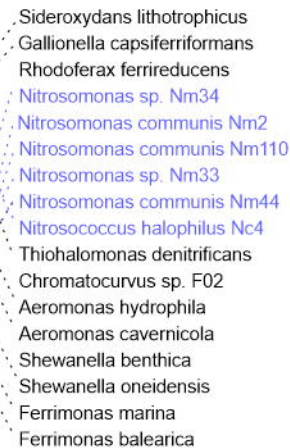 Sideroxydans lithotrophicus
Gallionella capsiferriformans
Rhodoferax ferrireducens
Nitrosomonas sp. Nm34
Nitrosomonas communis Nm2
Nitrosomonas communis Nm110
Nitrosomonas sp. Nm33
Nitrosomonas communis Nm44
Nitrosococcus halophilus Nc4
Thiohalomonas denitrificans
Chromatocurvus sp. F02
Aeromonas hydrophila
Aeromonas cavernicola
Shewanella benthica
Shewanella oneidensis
Ferrimonas marina
Ferrimonas balearica